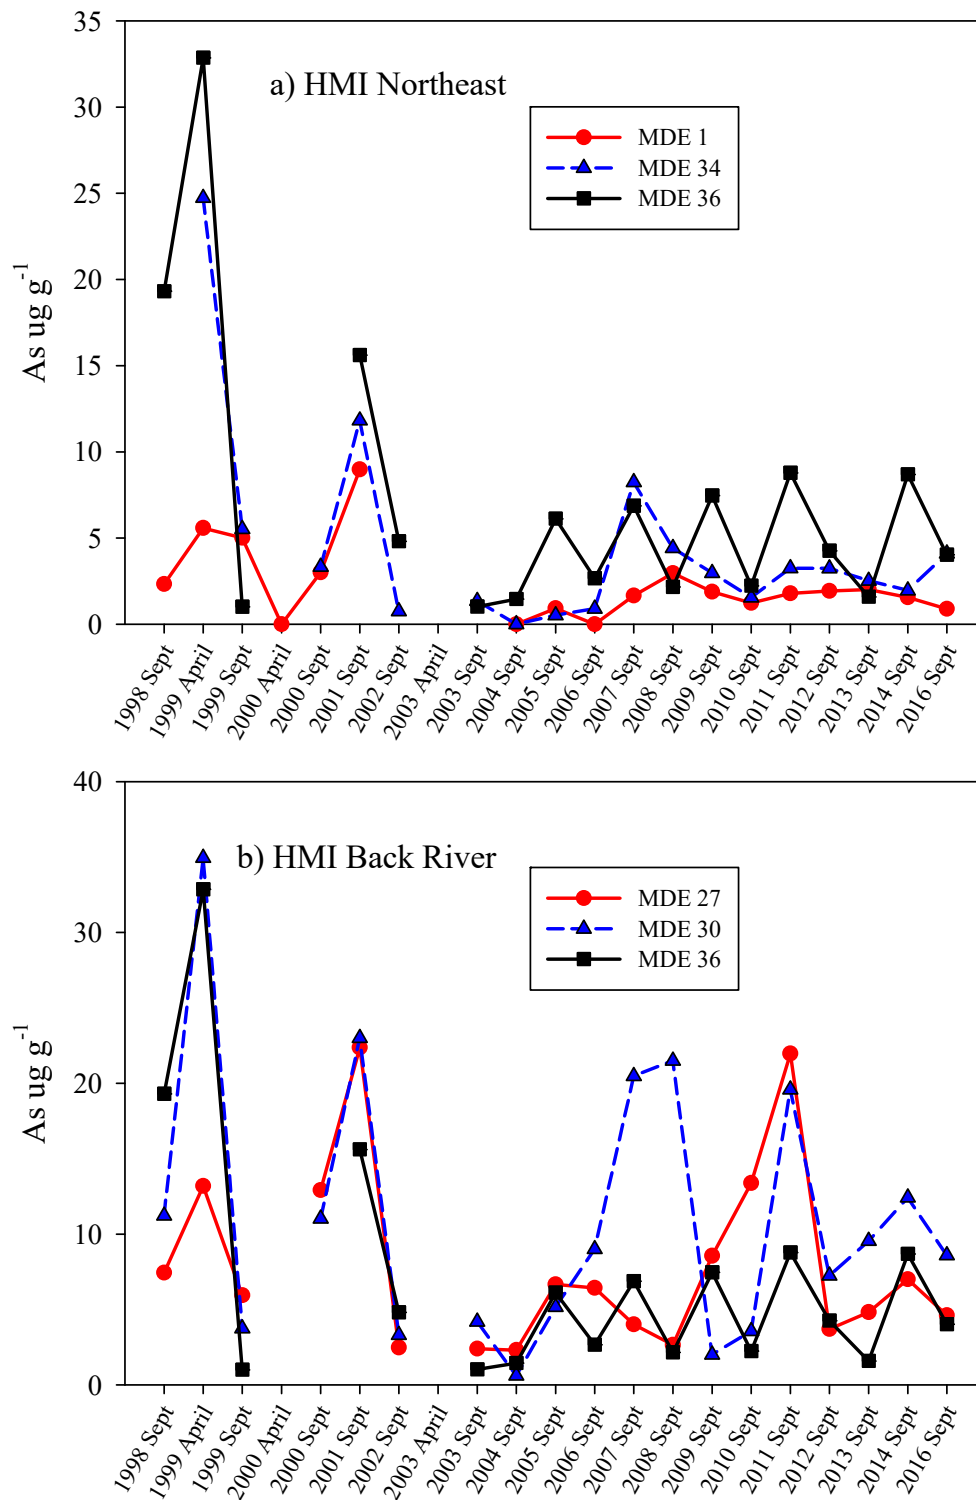 35
30
25
20
15
10
5
0
As ug g-1
a) HMI Northeast
MDE 1
MDE 34
MDE 36
1998 Sept
1999 April
1999 Sept
2000 April
2000 Sept
2001 Sept
2002 Sept
2003 April
2003 Sept
2004 Sept
2005 Sept
2006 Sept
2007 Sept
2008 Sept
2009 Sept
2010 Sept
2011 Sept
2012 Sept
2013 Sept
2014 Sept
2016 Sept
40
30
20
10
0
As ug g-1
b) HMI Back River
MDE 27
MDE 30
MDE 36
1998 Sept
1999 April
1999 Sept
2000 April
2000 Sept
2001 Sept
2002 Sept
2003 April
2003 Sept
2004 Sept
2005 Sept
2006 Sept
2007 Sept
2008 Sept
2009 Sept
2010 Sept
2011 Sept
2012 Sept
2013 Sept
2014 Sept
2016 Sept